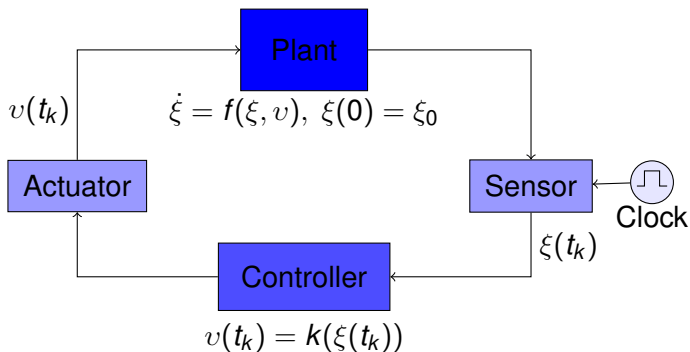 Plant
υ(t_k)
ξ̇ = f(ξ, υ), ξ(0) = ξ_0
Actuator
Sensor
Clock
ξ(t_k)
Controller
υ(t_k) = k(ξ(t_k))